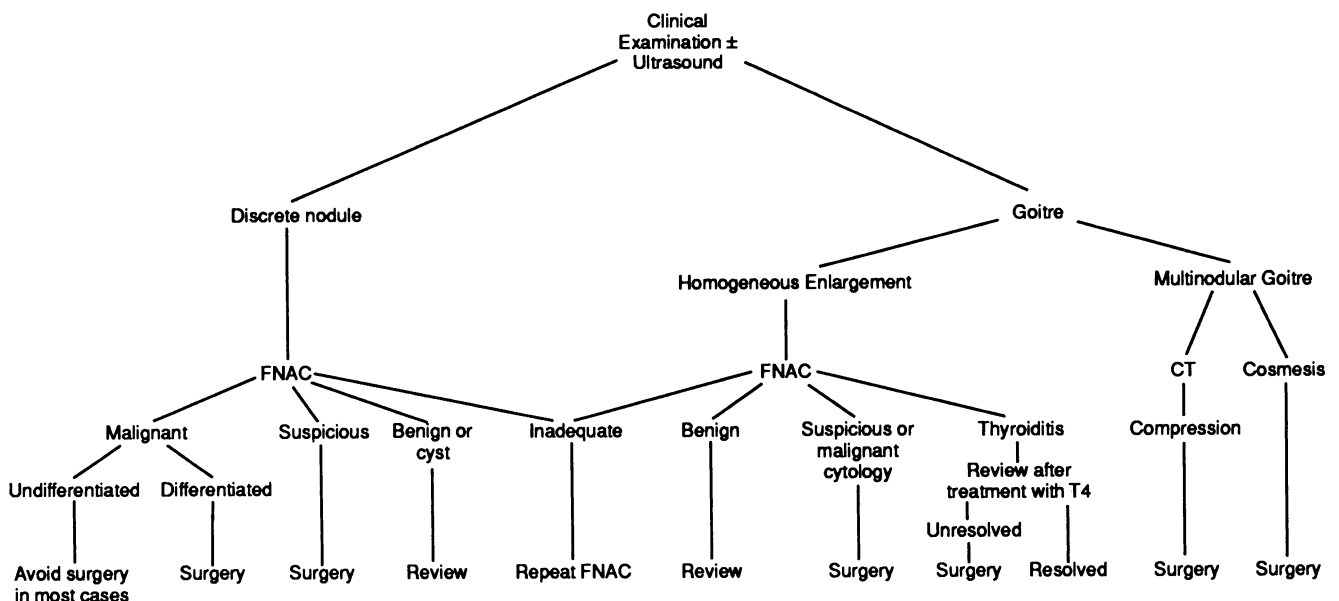 Clinical
Examination ±
Ultrasound
Discrete nodule
Goitre
Homogeneous Enlargement
Multinodular Goitre
FNAC
FNAC
CT
Cosmesis
Malignant
Suspicious
Benign or
cyst
Inadequate
Benign
Suspicious or
malignant
cytology
Thyroiditis
Compression
Undifferentiated
Differentiated
Review after
treatment with T4
Unresolved
Avoid surgery
in most cases
Surgery
Surgery
Review
Repeat FNAC
Review
Surgery
Surgery
Resolved
Surgery
Surgery